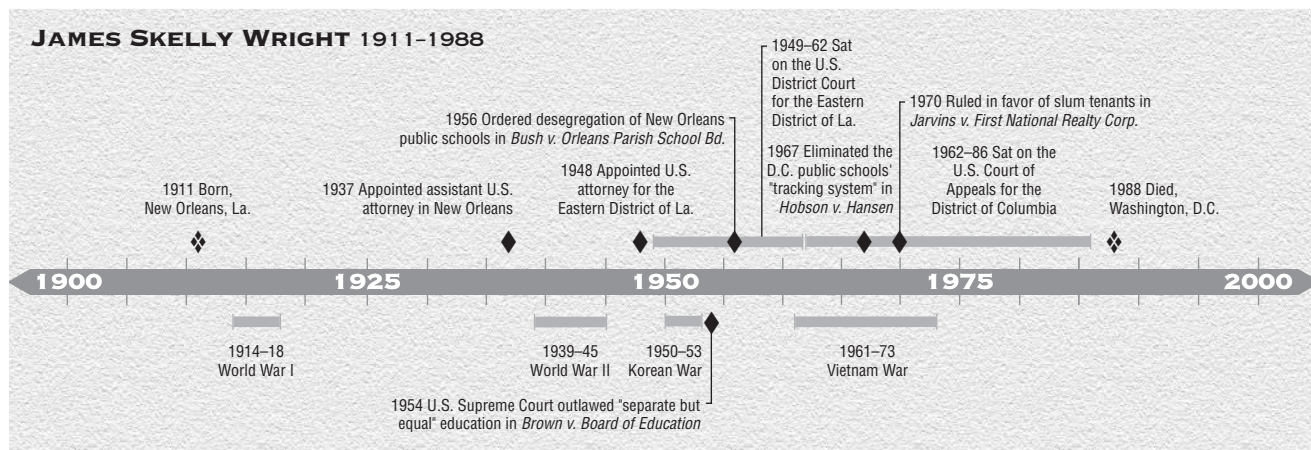 JAMES SKELLY WRIGHT 1911–1988
1949–62 Sat
on the U.S.
District Court
for the Eastern
District of La.
1956 Ordered desegregation of New Orleans
public schools in Bush v. Orleans Parish School Bd.
1970 Ruled in favor of slum tenants in
Jarvins v. First National Realty Corp.
1911 Born,
New Orleans, La.
1937 Appointed assistant U.S.
attorney in New Orleans
1948 Appointed U.S.
attorney for the
Eastern District of La.
1967 Eliminated the
D.C. public schools'
"tracking system" in
Hobson v. Hansen
1962–86 Sat on the
U.S. Court of
Appeals for the
District of Columbia
1988 Died,
Washington, D.C.
1900 1925 1950 1975 2000
1914–18
World War I
1939–45
World War II
1950–53
Korean War
1961–73
Vietnam War
1954 U.S. Supreme Court outlawed "separate but
equal" education in Brown v. Board of Education